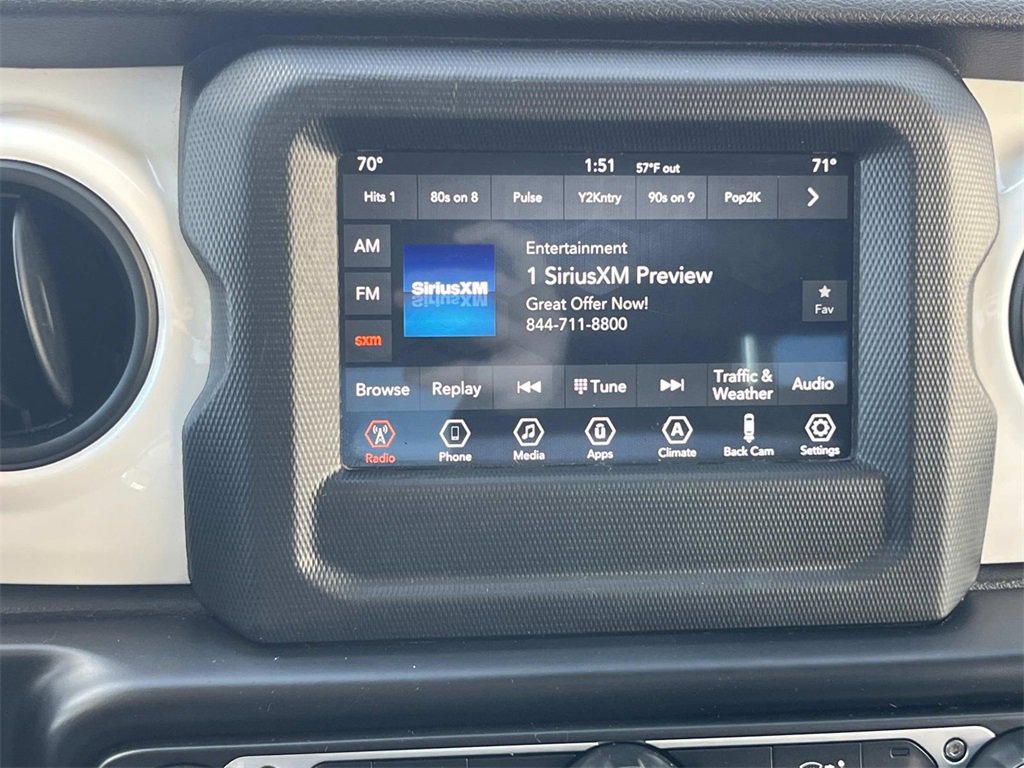 70° 1:51 57°F out 71°
Hits 1 80s on 8 Pulse Y2Kntry 90s on 9 Pop2K
AM
FM
sxm
SiriusXM
Entertainment
1 SiriusXM Preview
Great Offer Now!
844-711-8800
Fav
Browse Replay Tune Traffic & Weather Audio
Radio Phone Media Apps A Climate Back Cam Settings